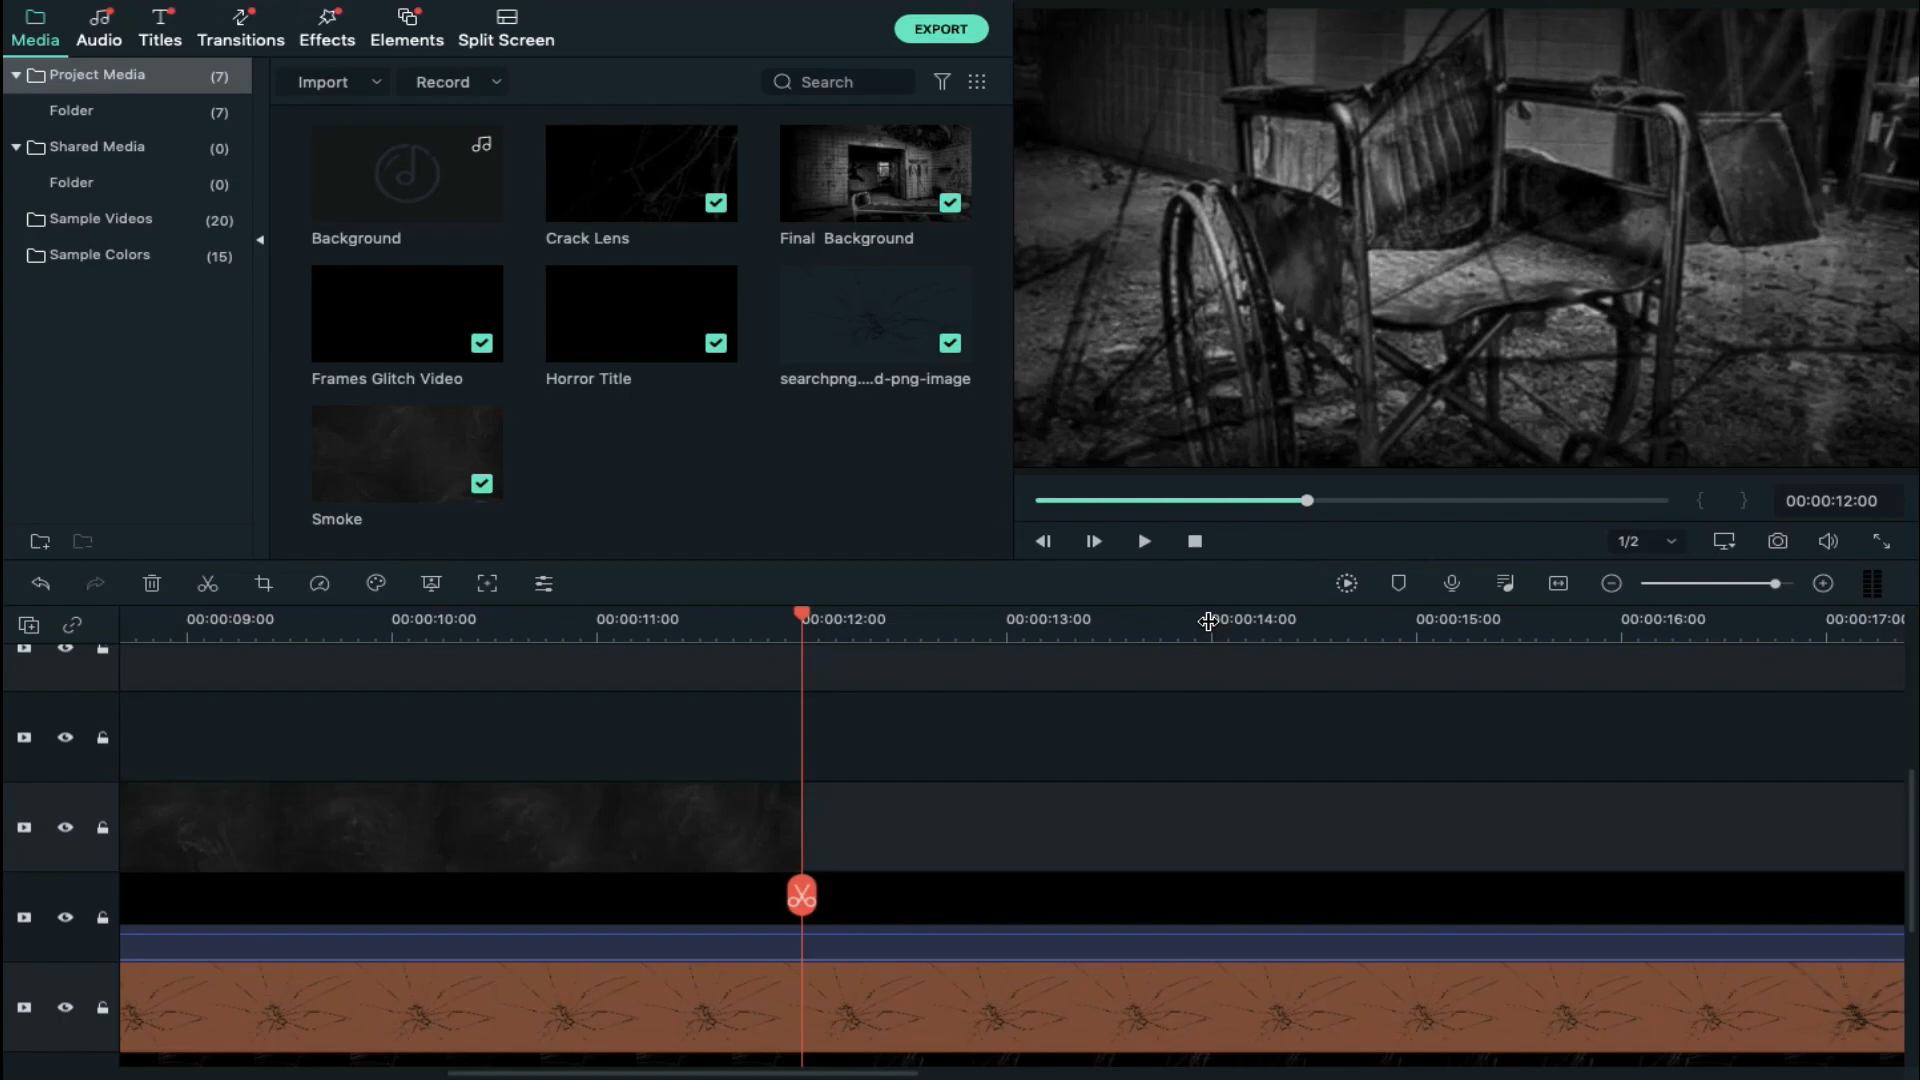 Media Audio Titles Transitions Effects Elements Split Screen
EXPORT
Project Media (7)
Folder (7)
Shared Media (0)
Folder (0)
Sample Videos (20)
Sample Colors (15)
Import Record Search
Background Crack Lens Final Background
Frames Glitch Video Horror Title searchpng....d-png-image
Smoke
{ } 00:00:12:00
1/2
00:00:09:00 00:00:10:00 00:00:11:00 00:00:12:00 00:00:13:00 00:00:14:00 00:00:15:00 00:00:16:00 00:00:17:00